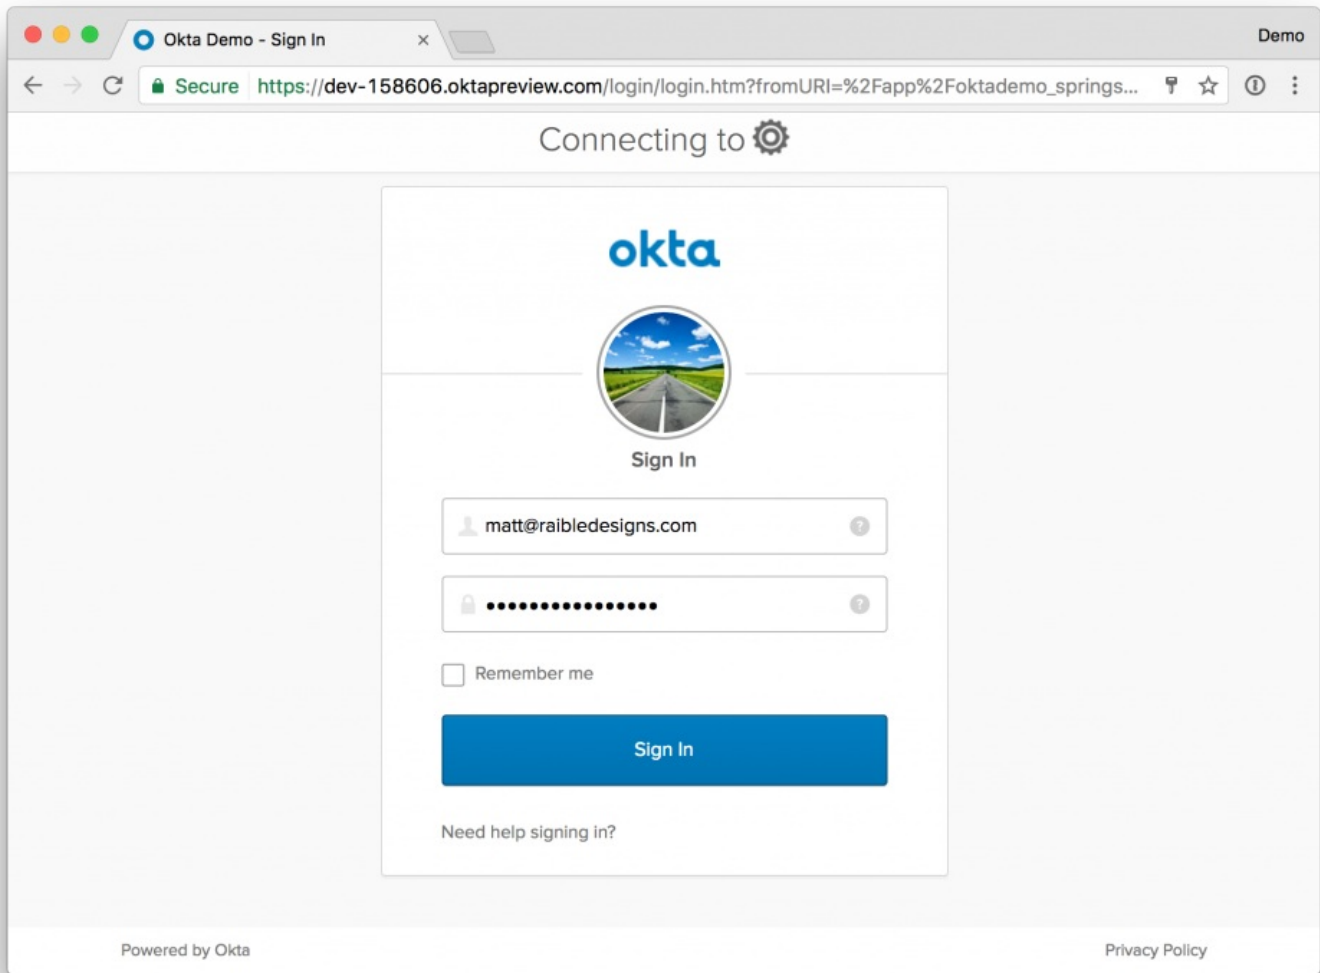 Okta Demo - Sign In
Demo
Secure https://dev-158606.oktapreview.com/login/login.htm?fromURI=%2Fapp%2Foktademo_springs...
Connecting to
okta
Sign In
matt@raibledesigns.com
••••••••••••••••
Remember me
Sign In
Need help signing in?
Powered by Okta
Privacy Policy